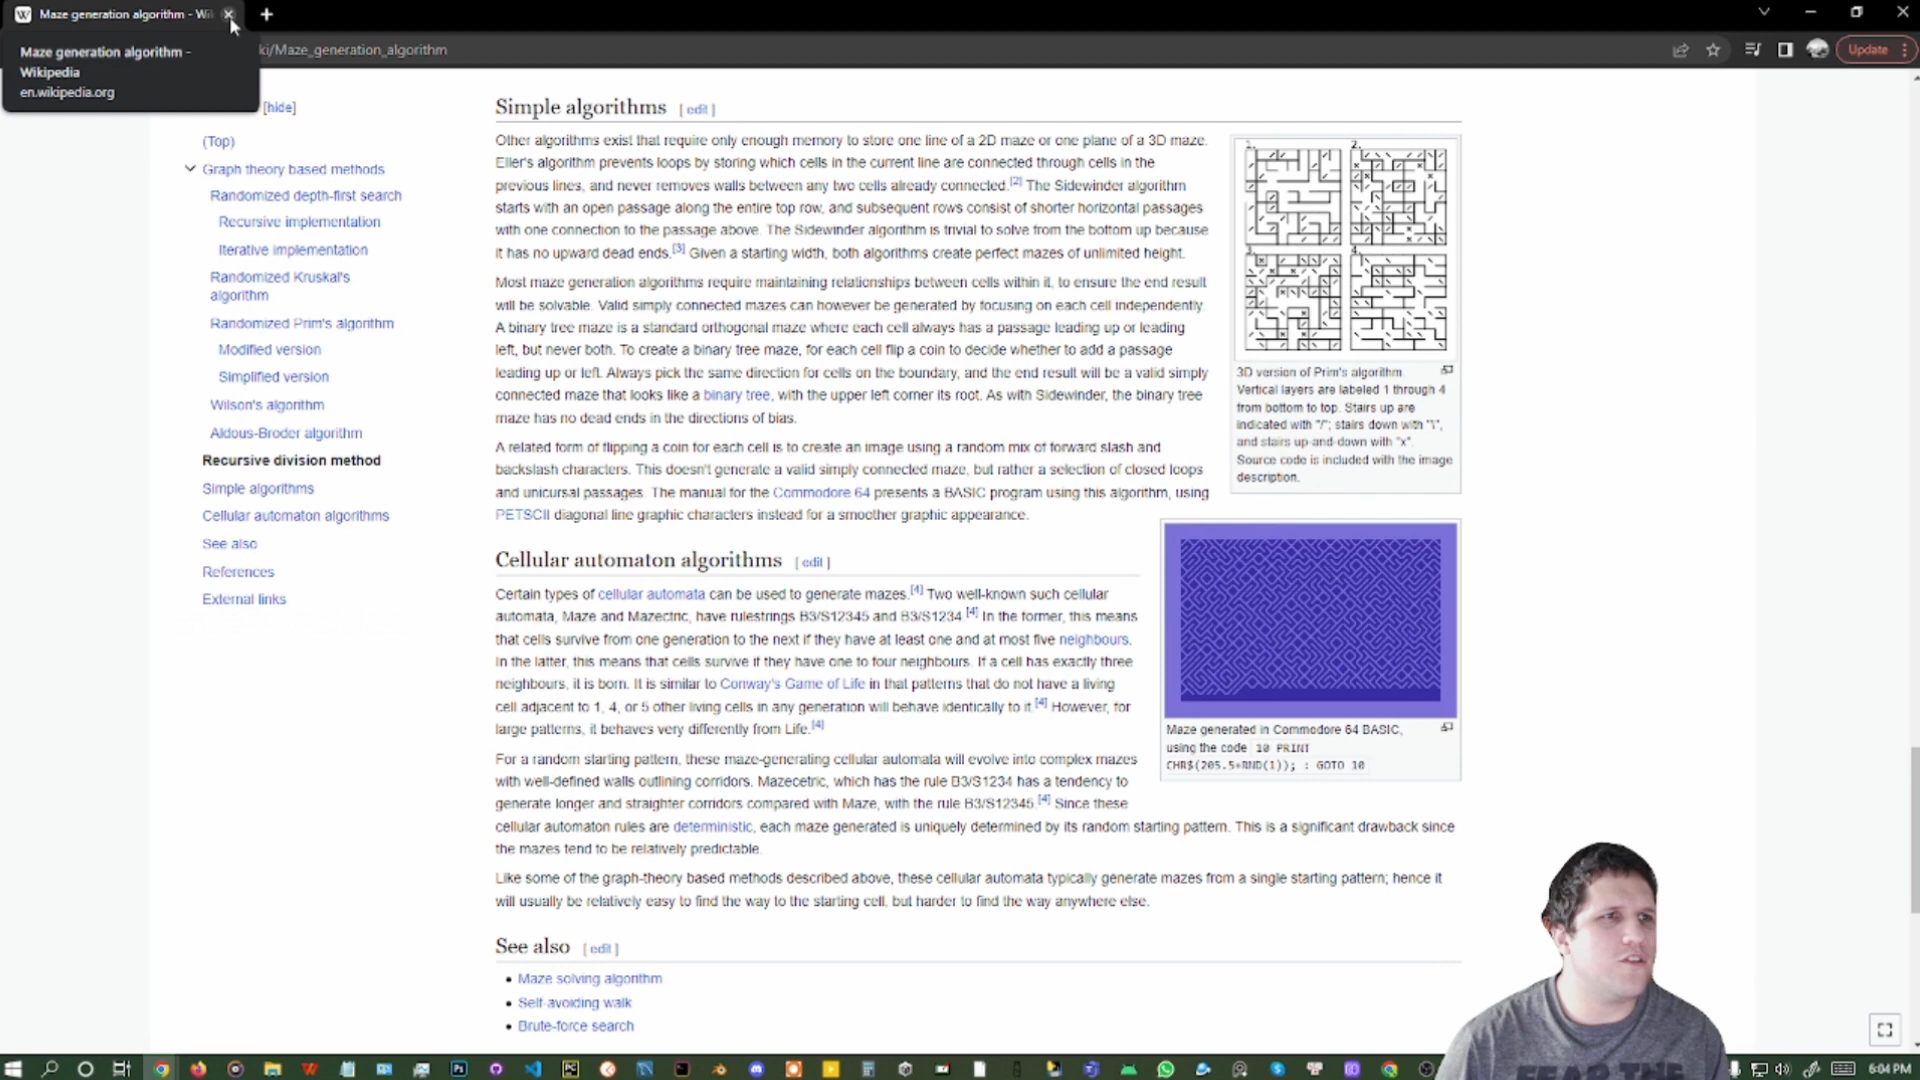 Maze generation algorithm - Wi
Maze generation algorithm -
Wikipedia
en.wikipedia.org
ki/Maze_generation_algorithm
Update
[hide]
(Top)
Graph theory based methods
Randomized depth-first search
Recursive implementation
Iterative implementation
Randomized Kruskal's
algorithm
Randomized Prim's algorithm
Modified version
Simplified version
Wilson's algorithm
Aldous-Broder algorithm
Recursive division method
Simple algorithms
Cellular automaton algorithms
See also
References
External links
Simple algorithms [ edit ]
Other algorithms exist that require only enough memory to store one line of a 2D maze or one plane of a 3D maze.
Eller's algorithm prevents loops by storing which cells in the current line are connected through cells in the
previous lines, and never removes walls between any two cells already connected.[2] The Sidewinder algorithm
starts with an open passage along the entire top row, and subsequent rows consist of shorter horizontal passages
with one connection to the passage above. The Sidewinder algorithm is trivial to solve from the bottom up because
it has no upward dead ends.[3] Given a starting width, both algorithms create perfect mazes of unlimited height.
Most maze generation algorithms require maintaining relationships between cells within it, to ensure the end result
will be solvable. Valid simply connected mazes can however be generated by focusing on each cell independently.
A binary tree maze is a standard orthogonal maze where each cell always has a passage leading up or leading
left, but never both. To create a binary tree maze, for each cell flip a coin to decide whether to add a passage
leading up or left. Always pick the same direction for cells on the boundary, and the end result will be a valid simply
connected maze that looks like a binary tree, with the upper left corner its root. As with Sidewinder, the binary tree
maze has no dead ends in the directions of bias.
A related form of flipping a coin for each cell is to create an image using a random mix of forward slash and
backslash characters. This doesn't generate a valid simply connected maze, but rather a selection of closed loops
and unicursal passages. The manual for the Commodore 64 presents a BASIC program using this algorithm, using
PETSCII diagonal line graphic characters instead for a smoother graphic appearance.
1. 2.
3. 4.
3D version of Prim's algorithm.
Vertical layers are labeled 1 through 4
from bottom to top. Stairs up are
indicated with "/"; stairs down with "\",
and stairs up-and-down with "x".
Source code is included with the image
description.
Cellular automaton algorithms [ edit ]
Certain types of cellular automata can be used to generate mazes.[4] Two well-known such cellular
automata, Maze and Mazectric, have rulestrings B3/S12345 and B3/S1234.[4] In the former, this means
that cells survive from one generation to the next if they have at least one and at most five neighbours.
In the latter, this means that cells survive if they have one to four neighbours. If a cell has exactly three
neighbours, it is born. It is similar to Conway's Game of Life in that patterns that do not have a living
cell adjacent to 1, 4, or 5 other living cells in any generation will behave identically to it.[4] However, for
large patterns, it behaves very differently from Life.[4]
Maze generated in Commodore 64 BASIC,
using the code 10 PRINT
CHR$(205.5+RND(1)); : GOTO 10
For a random starting pattern, these maze-generating cellular automata will evolve into complex mazes
with well-defined walls outlining corridors. Mazecetric, which has the rule B3/S1234 has a tendency to
generate longer and straighter corridors compared with Maze, with the rule B3/S12345.[4] Since these
cellular automaton rules are deterministic, each maze generated is uniquely determined by its random starting pattern. This is a significant drawback since
the mazes tend to be relatively predictable.
Like some of the graph-theory based methods described above, these cellular automata typically generate mazes from a single starting pattern; hence it
will usually be relatively easy to find the way to the starting cell, but harder to find the way anywhere else.
See also [ edit ]
• Maze solving algorithm
• Self-avoiding walk
• Brute-force search
FEAR THE
6:04 PM